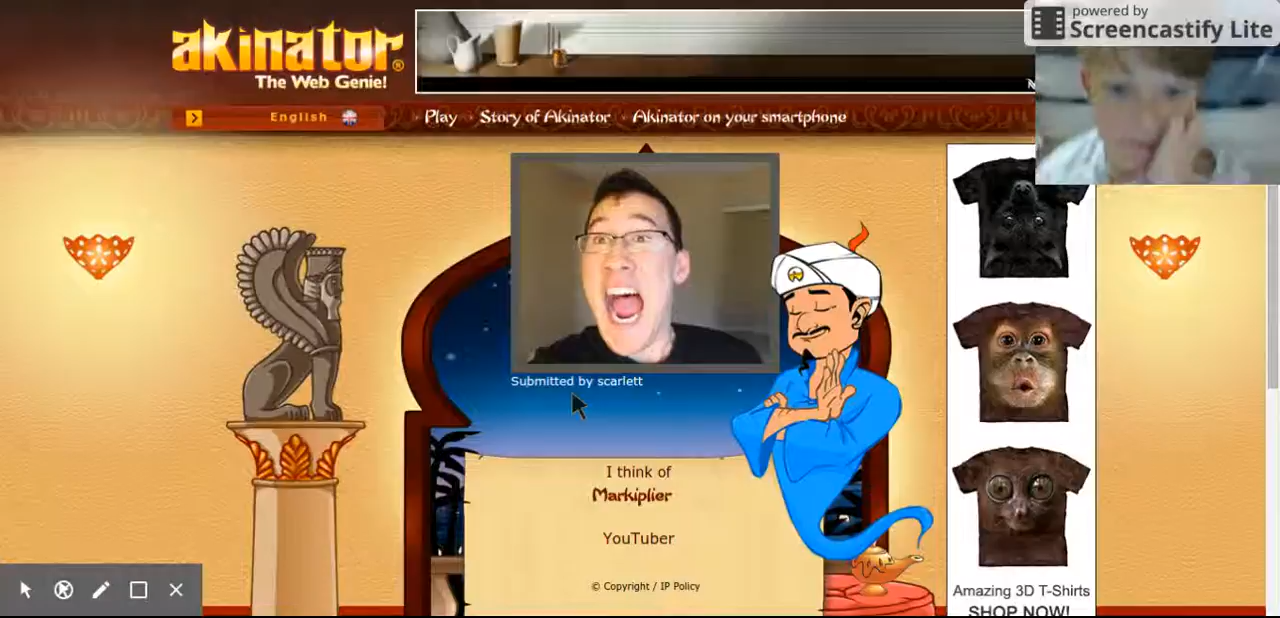 powered by
Screencastify Lite
akinator®
The Web Genie!
English
Play
Story of Akinator
Akinator on your smartphone
Submitted by scarlett
I think of
Markiplier
YouTuber
© Copyright / IP Policy
Amazing 3D T-Shirts
SHOP NOW!